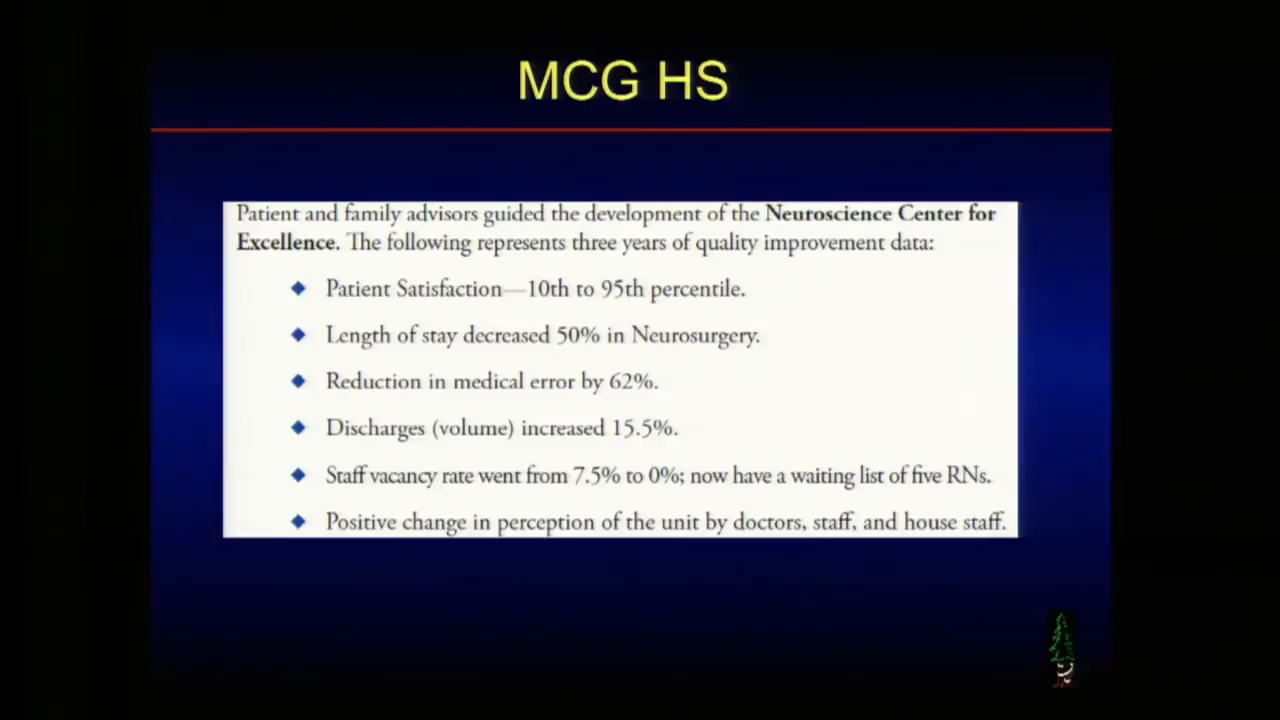 MCG HS
Patient and family advisors guided the development of the Neuroscience Center for
Excellence. The following represents three years of quality improvement data:
Patient Satisfaction—10th to 95th percentile.
Length of stay decreased 50% in Neurosurgery.
Reduction in medical error by 62%.
Discharges (volume) increased 15.5%.
Staff vacancy rate went from 7.5% to 0%; now have a waiting list of five RNs.
Positive change in perception of the unit by doctors, staff, and house staff.